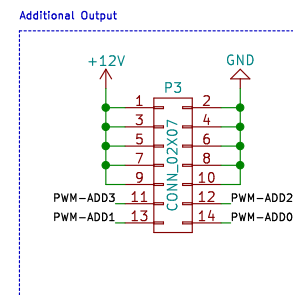 Additional Output
+12V GND
P3
1 2
3 4
5 6
7 8
9 10
PWM-ADD3 11 12 PWM-ADD2
PWM-ADD1 13 14 PWM-ADD0
CONN_02X07